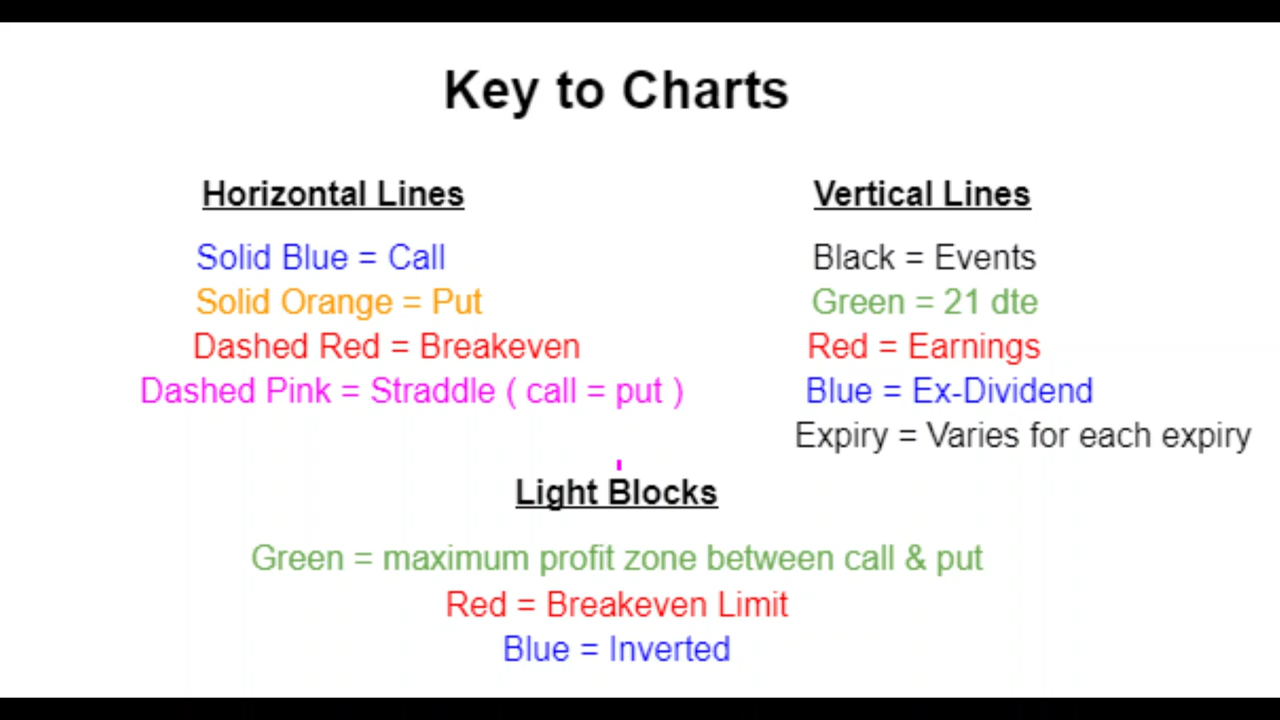 Key to Charts
Horizontal Lines
Solid Blue = Call
Solid Orange = Put
Dashed Red = Breakeven
Dashed Pink = Straddle ( call = put )
Vertical Lines
Black = Events
Green = 21 dte
Red = Earnings
Blue = Ex-Dividend
Expiry = Varies for each expiry
Light Blocks
Green = maximum profit zone between call & put
Red = Breakeven Limit
Blue = Inverted